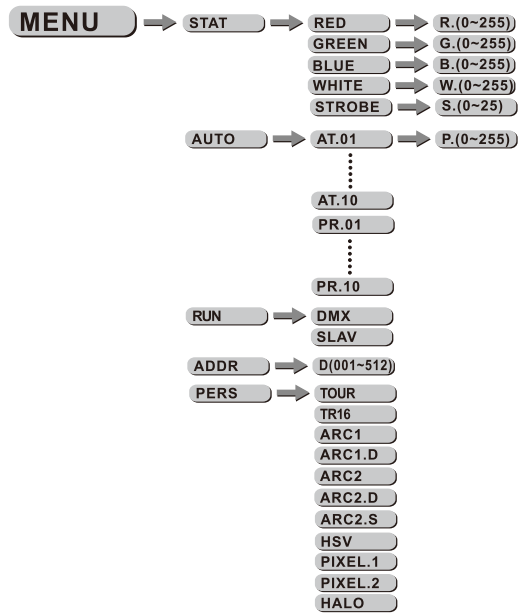 MENU STAT RED R.(0~255)
GREEN G.(0~255)
BLUE B.(0~255)
WHITE W.(0~255)
STROBE S.(0~25)
AUTO AT.01 P.(0~255)
AT.10
PR.01
PR.10
RUN DMX
SLAV
ADDR D(001~512)
PERS TOUR
TR16
ARC1
ARC1.D
ARC2
ARC2.D
ARC2.S
HSV
PIXEL.1
PIXEL.2
HALO